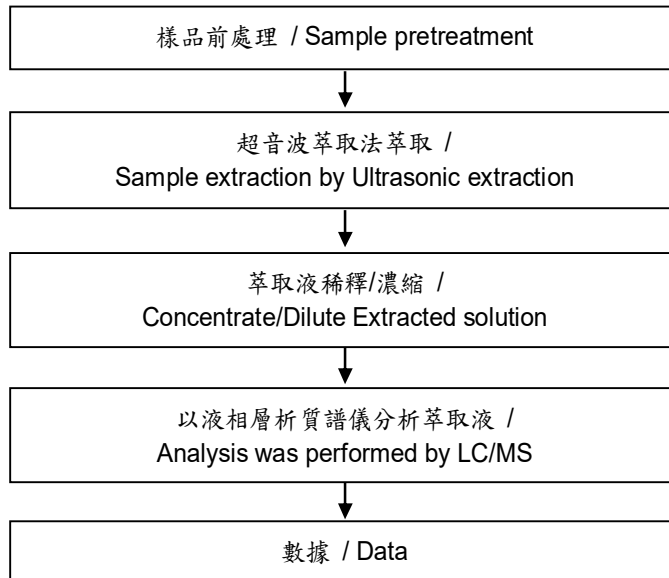 樣品前處理 / Sample pretreatment
超音波萃取法萃取 /
Sample extraction by Ultrasonic extraction
萃取液稀釋/濃縮 /
Concentrate/Dilute Extracted solution
以液相層析質譜儀分析萃取液 /
Analysis was performed by LC/MS
數據 / Data